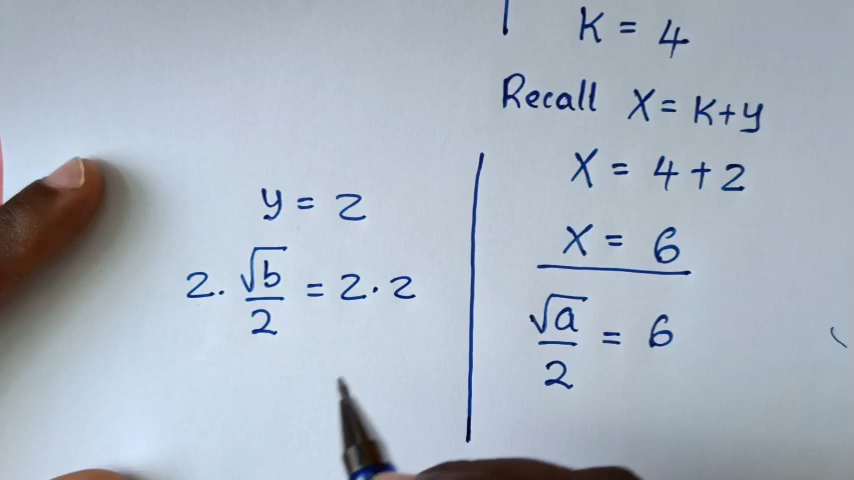 K = 4
Recall X = K+y
X = 4+2
X = 6
√a/2 = 6
y = 2
2. √b/2 = 2.2